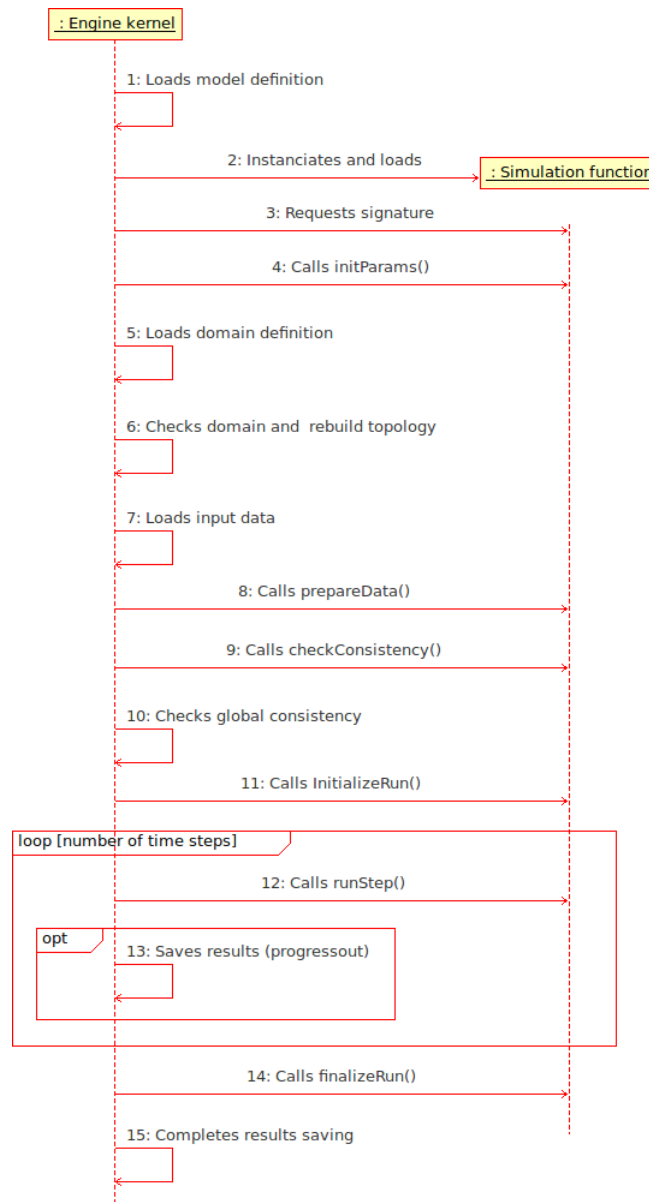 : Engine kernel
1: Loads model definition
2: Instanciates and loads
: Simulation function
3: Requests signature
4: Calls initParams()
5: Loads domain definition
6: Checks domain and  rebuild topology
7: Loads input data
8: Calls prepareData()
9: Calls checkConsistency()
10: Checks global consistency
11: Calls InitializeRun()
loop [number of time steps]
12: Calls runStep()
opt
13: Saves results (progressout)
14: Calls finalizeRun()
15: Completes results saving